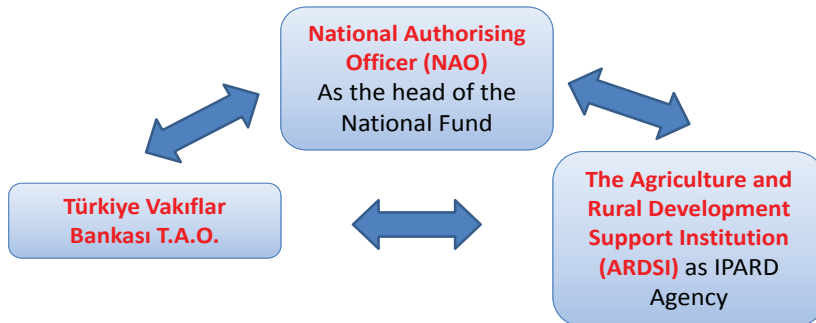 National Authorising
Officer (NAO)
As the head of the
National Fund
Türkiye Vakıflar
Bankası T.A.O.
The Agriculture and
Rural Development
Support Institution
(ARDSI) as IPARD
Agency